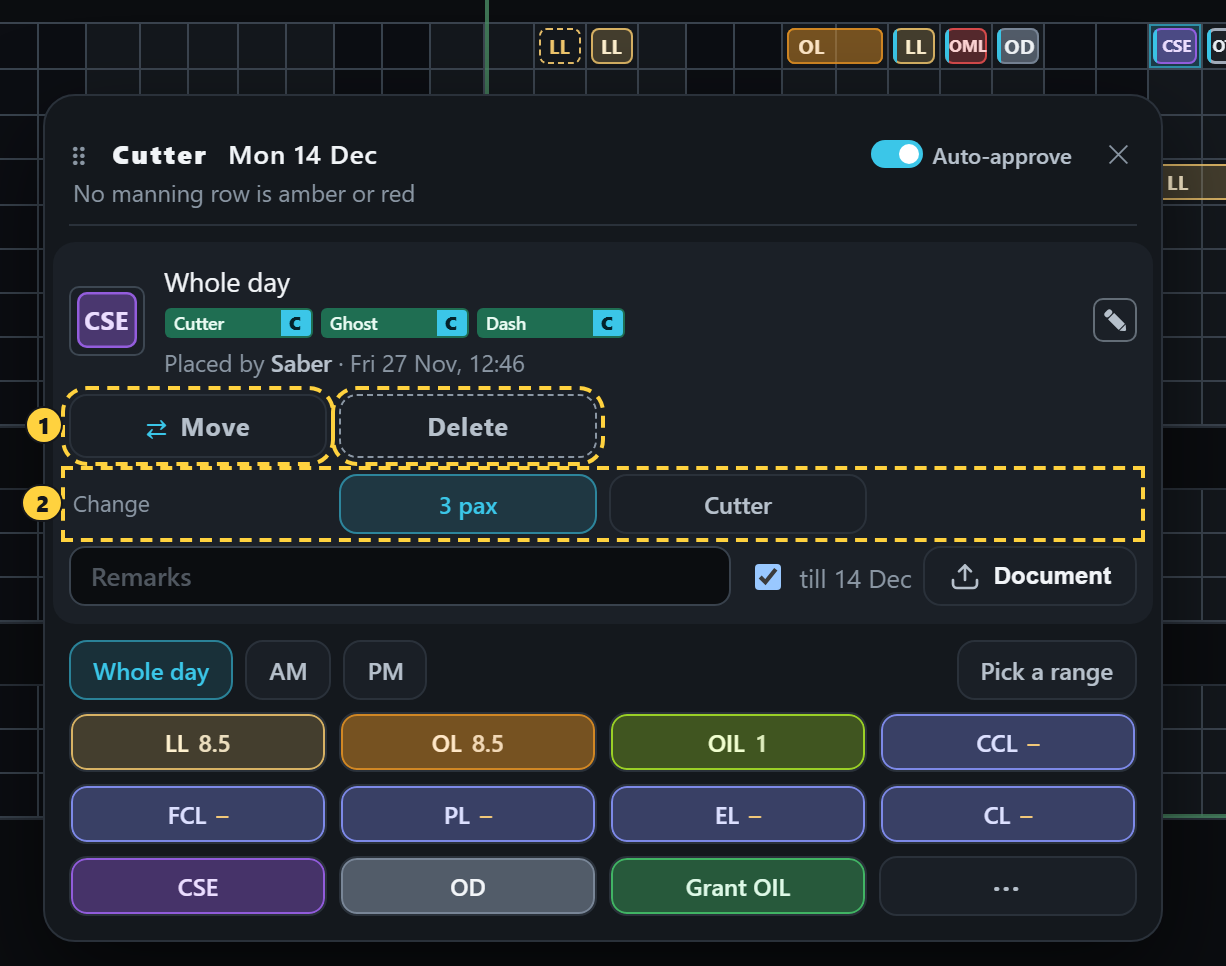 LL LL OL LL OML OD CSE
Cutter Mon 14 Dec Auto-approve
No manning row is amber or red
LL
Whole day
CSE
Cutter C Ghost C Dash C
Placed by Saber · Fri 27 Nov, 12:46
1 Move Delete
2 Change 3 pax Cutter
Remarks till 14 Dec Document
Whole day AM PM Pick a range
LL 8.5 OL 8.5 OIL 1 CCL –
FCL – PL – EL – CL –
CSE OD Grant OIL ...